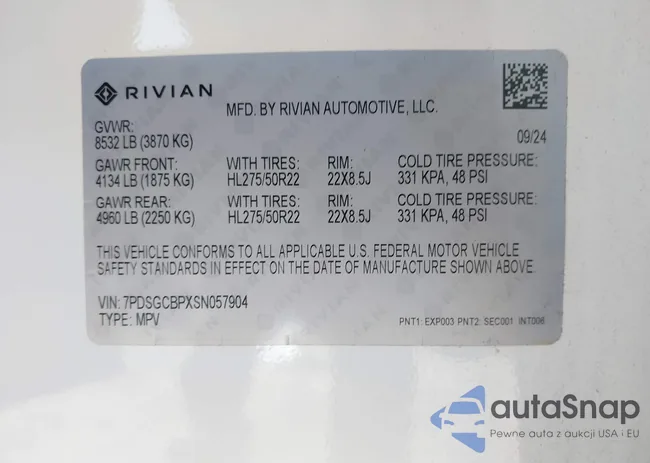 RIVIAN
MFD. BY RIVIAN AUTOMOTIVE, LLC.
GVWR:
8532 LB (3870 KG)
09/24
GAWR FRONT: WITH TIRES: RIM: COLD TIRE PRESSURE:
4134 LB (1875 KG) HL275/50R22 22X8.5J 331 KPA, 48 PSI
GAWR REAR: WITH TIRES: RIM: COLD TIRE PRESSURE:
4960 LB (2250 KG) HL275/50R22 22X8.5J 331 KPA, 48 PSI
THIS VEHICLE CONFORMS TO ALL APPLICABLE U.S. FEDERAL MOTOR VEHICLE
SAFETY STANDARDS IN EFFECT ON THE DATE OF MANUFACTURE SHOWN ABOVE.
VIN: 7PDSGCBPXSN057904
TYPE: MPV
PNT1: EXP003 PNT2: SEC001 INT006
autaSnap
Pewne auta z aukcji USA i EU